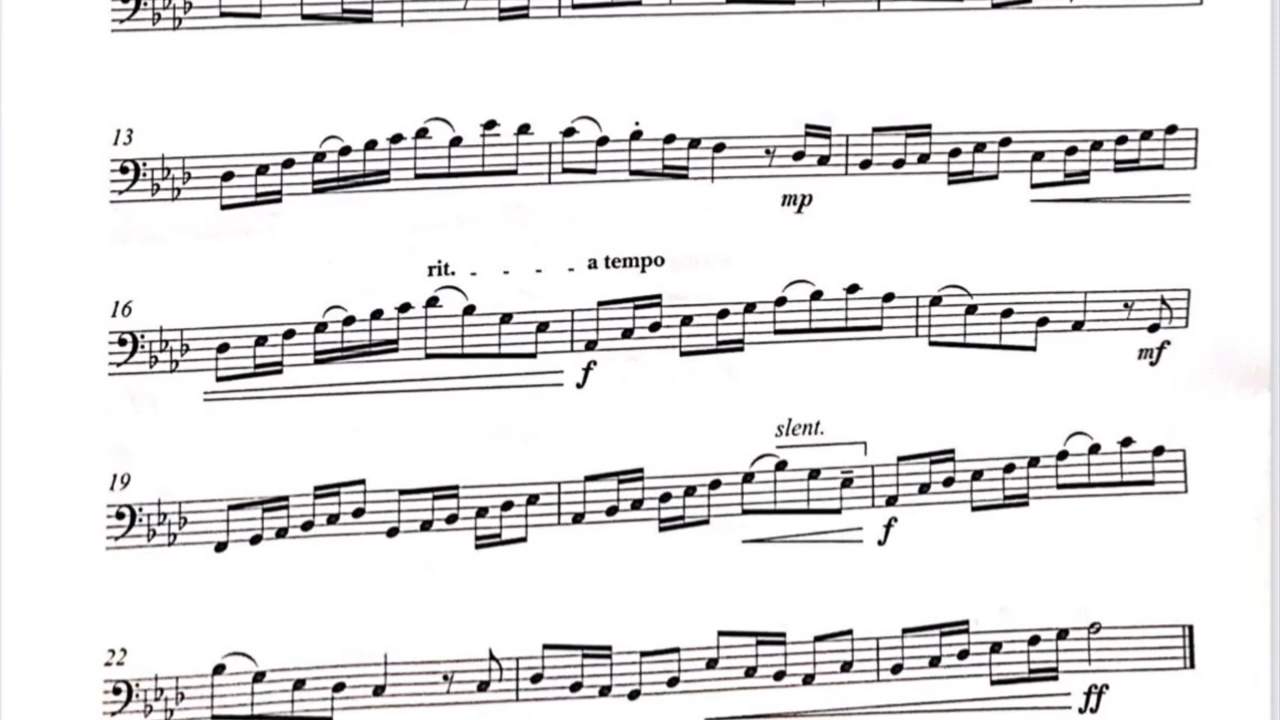 13
mp
rit. - - - - a tempo
16
f
mf
slent.
19
f
22
ff